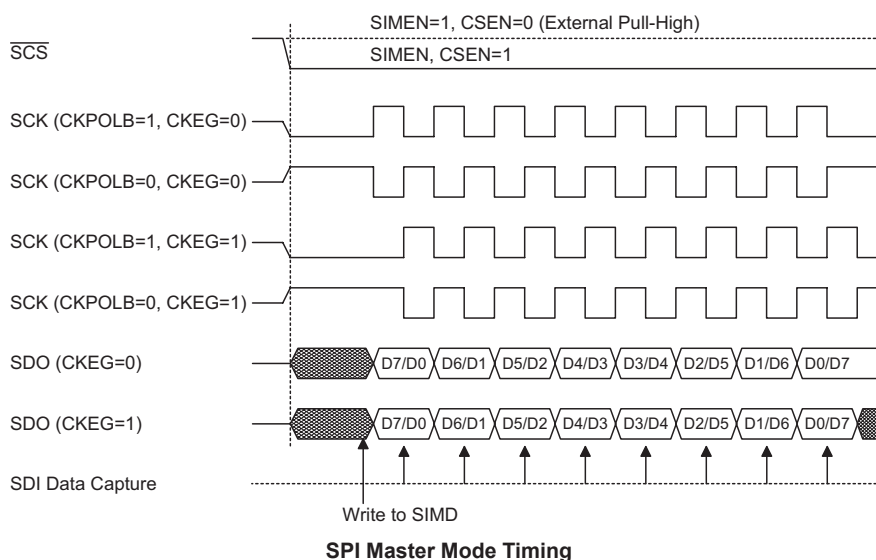 SIMEN=1, CSEN=0 (External Pull-High)
SCS
SIMEN, CSEN=1
SCK (CKPOLB=1, CKEG=0)
SCK (CKPOLB=0, CKEG=0)
SCK (CKPOLB=1, CKEG=1)
SCK (CKPOLB=0, CKEG=1)
SDO (CKEG=0) D7/D0 D6/D1 D5/D2 D4/D3 D3/D4 D2/D5 D1/D6 D0/D7
SDO (CKEG=1) D7/D0 D6/D1 D5/D2 D4/D3 D3/D4 D2/D5 D1/D6 D0/D7
SDI Data Capture
Write to SIMD
SPI Master Mode Timing